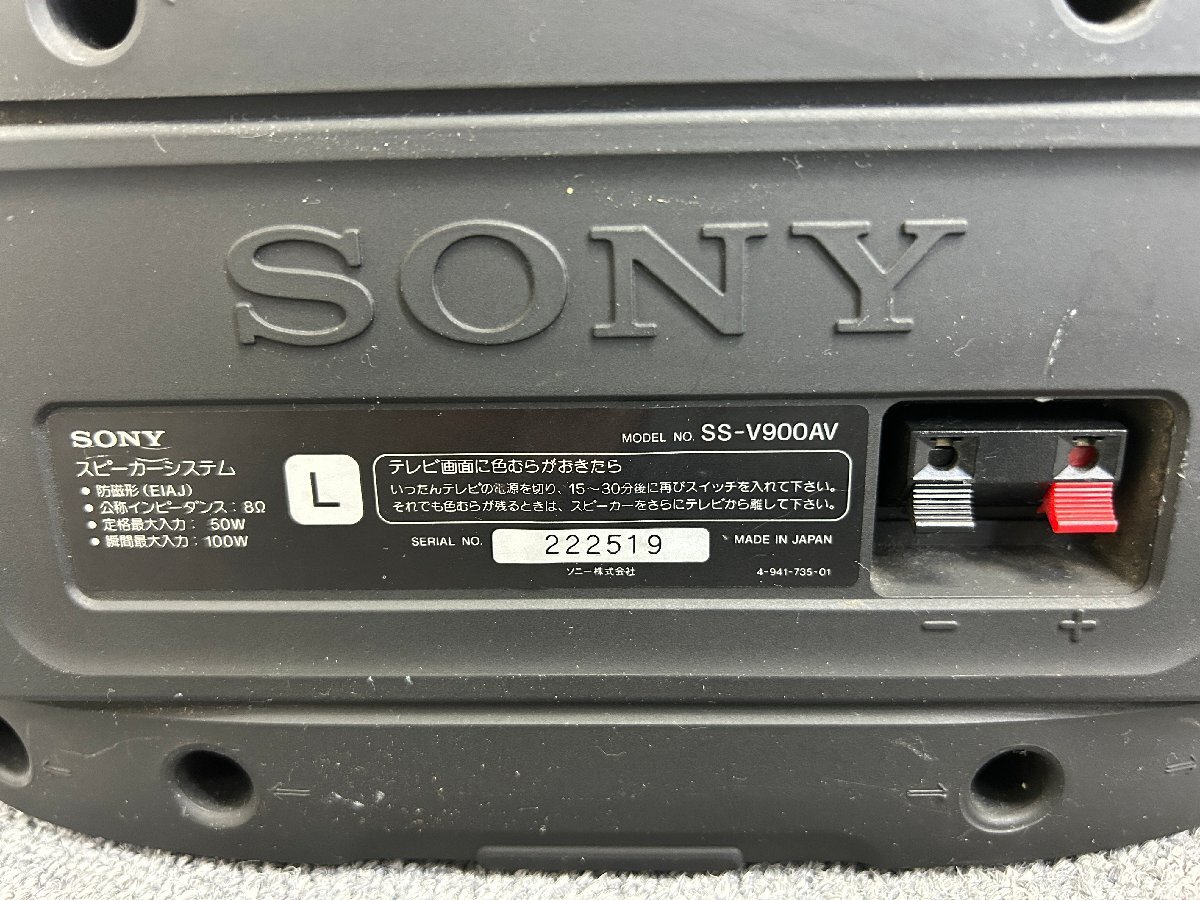 SONY
SONY
スピーカーシステム
• 防磁形(EIAJ)
• 公称インピーダンス：8Ω
• 定格最大入力： 50W
• 瞬間最大入力：100W
L
MODEL NO. SS-V900AV
テレビ画面に色むらがおきたら
いったんテレビの電源を切り、15〜30分後に再びスイッチを入れて下さい。
それでも色むらが残るときは、スピーカーをさらにテレビから離して下さい。
SERIAL NO. 222519 MADE IN JAPAN
ソニー株式会社 4-941-735-01
− +